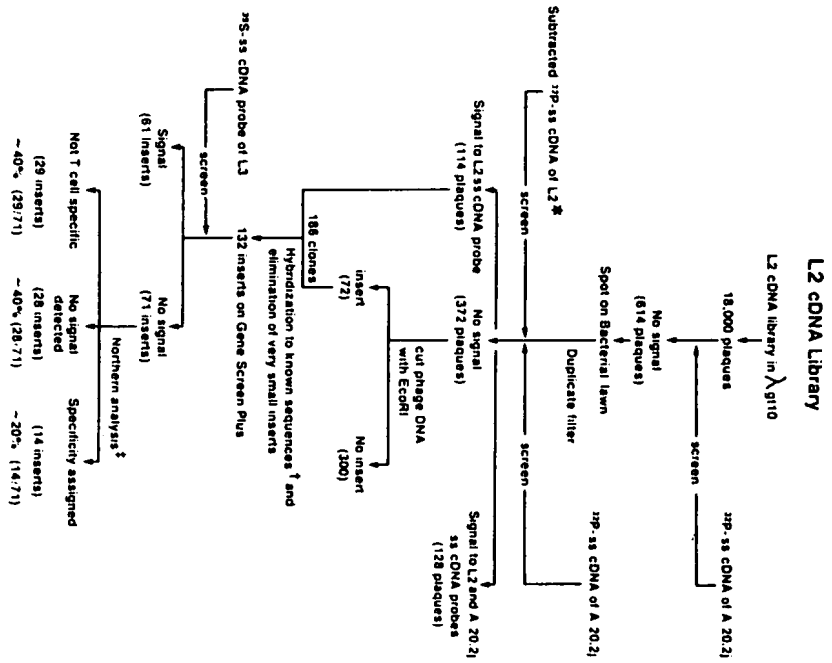 L2 cDNA Library
L2 cDNA library in λ gt10
18,000 plaques
³²P-ss cDNA of A 20.2j
screen
No signal
(614 plaques)
Spot on Bacterial lawn
Duplicate filter
Subtracted ³²P-ss cDNA of L2*
screen
screen
³²P-ss cDNA of A 20.2j
Signal to L2 ss cDNA probe
(114 plaques)
No signal
(372 plaques)
Signal to L2 and A 20.2j
ss cDNA probes
(128 plaques)
cut phage DNA
with EcoRI
insert
(72)
No insert
(300)
186 clones
Hybridization to known sequences† and
elimination of very small inserts
132 inserts on Gene Screen Plus
³²S-ss cDNA probe of L3
screen
Signal
(61 inserts)
No signal
(71 inserts)
Northern analysis‡
Not T cell specific
(29 inserts)
~40% (29/71)
No signal
detected
(28 inserts)
~40% (28/71)
Specificity assigned
(14 inserts)
~20% (14/71)